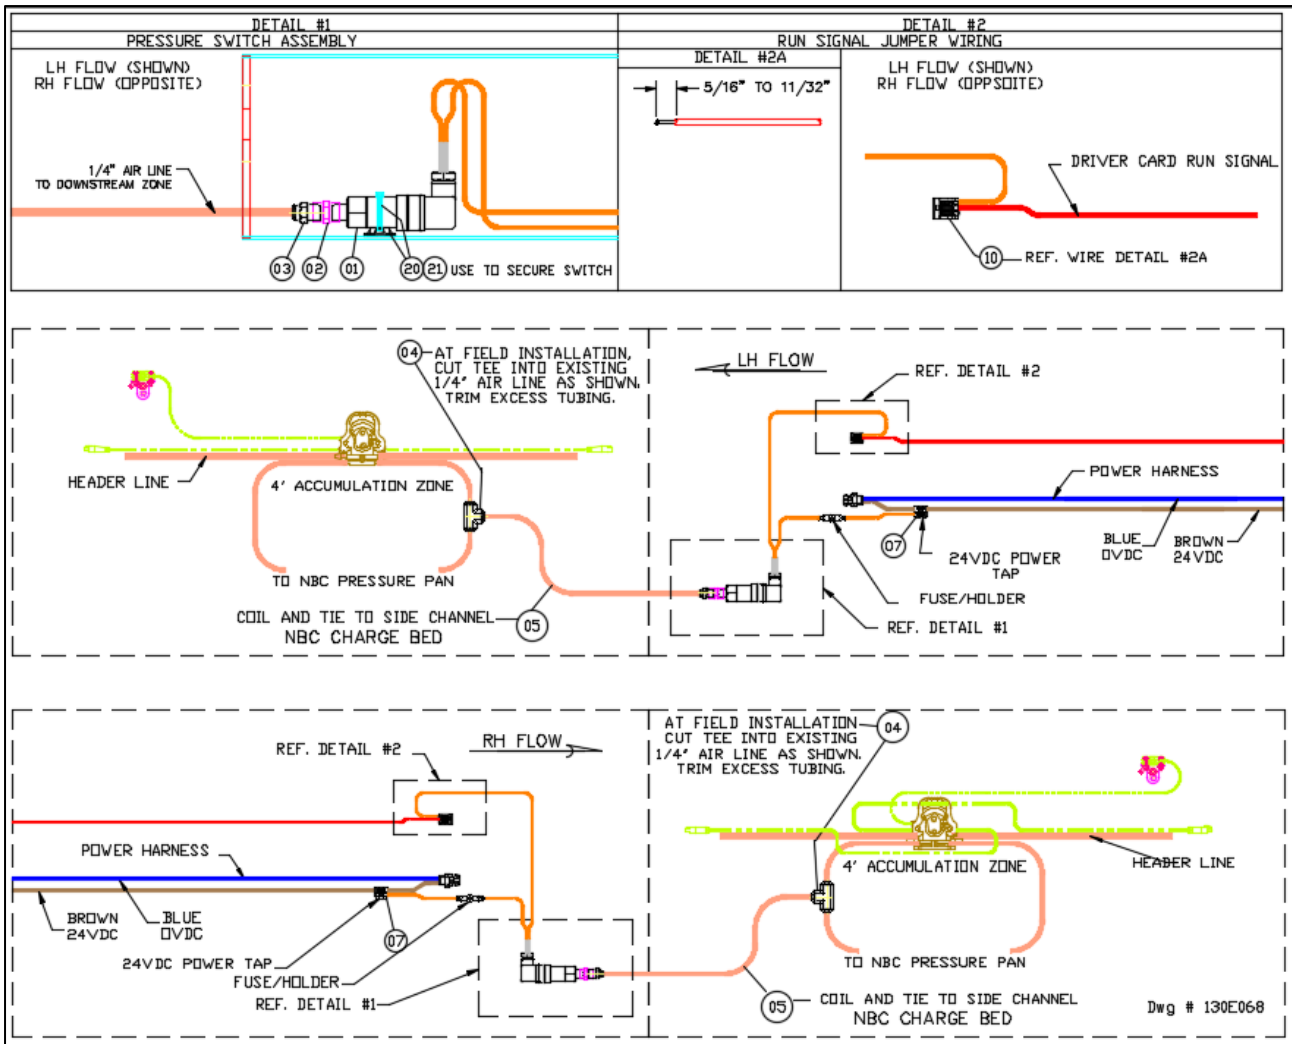 DETAIL #1
PRESSURE SWITCH ASSEMBLY
LH FLOW (SHOWN)
RH FLOW (OPPOSITE)
1/4" AIR LINE
TO DOWNSTREAM ZONE
03
02
01
20
21
USE TO SECURE SWITCH
DETAIL #2
RUN SIGNAL JUMPER WIRING
DETAIL #2A
5/16" TO 11/32"
LH FLOW (SHOWN)
RH FLOW (OPPSOITE)
DRIVER CARD RUN SIGNAL
10
REF. WIRE DETAIL #2A
04
AT FIELD INSTALLATION,
CUT TEE INTO EXISTING
1/4" AIR LINE AS SHOWN.
TRIM EXCESS TUBING.
HEADER LINE
4' ACCUMULATION ZONE
TO NBC PRESSURE PAN
COIL AND TIE TO SIDE CHANNEL
05
NBC CHARGE BED
LH FLOW
REF. DETAIL #2
POWER HARNESS
07
BLUE
0VDC
BROWN
24VDC
24VDC POWER
TAP
FUSE/HOLDER
REF. DETAIL #1
RH FLOW
REF. DETAIL #2
POWER HARNESS
BROWN
24VDC
BLUE
0VDC
07
24VDC POWER TAP
FUSE/HOLDER
REF. DETAIL #1
AT FIELD INSTALLATION
04
CUT TEE INTO EXISTING
1/4" AIR LINE AS SHOWN.
TRIM EXCESS TUBING.
4' ACCUMULATION ZONE
HEADER LINE
TO NBC PRESSURE PAN
05
COIL AND TIE TO SIDE CHANNEL
NBC CHARGE BED
Dwg # 130E068